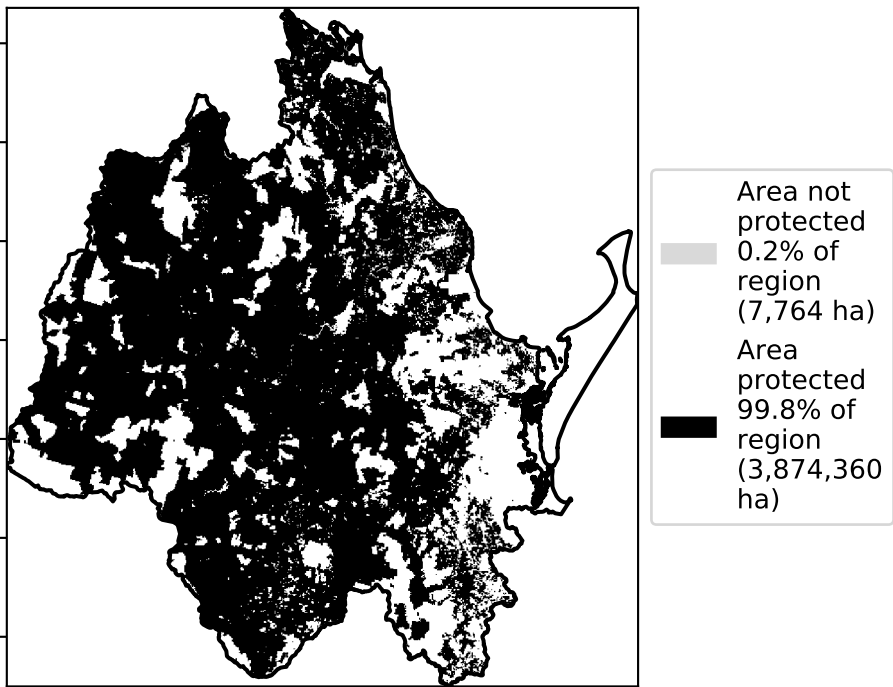 Area not
protected
0.2% of
region
(7,764 ha)
Area
protected
99.8% of
region
(3,874,360
ha)